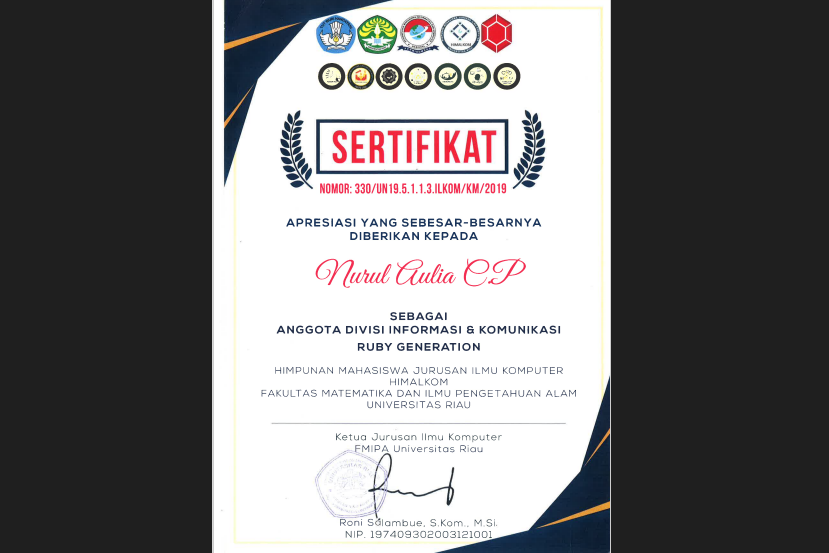 HIMALKOM
SERTIFIKAT
NOMOR: 330/UN19.5.1.1.3.ILKOM/KM/2019
APRESIASI YANG SEBESAR-BESARNYA
DIBERIKAN KEPADA
Nurul Aulia C.P
SEBAGAI
ANGGOTA DIVISI INFORMASI & KOMUNIKASI
RUBY GENERATION
HIMPUNAN MAHASISWA JURUSAN ILMU KOMPUTER
HIMALKOM
FAKULTAS MATEMATIKA DAN ILMU PENGETAHUAN ALAM
UNIVERSITAS RIAU
Ketua Jurusan Ilmu Komputer
FMIPA Universitas Riau
Roni Salambue, S.Kom., M.Si.
NIP. 197409302003121001